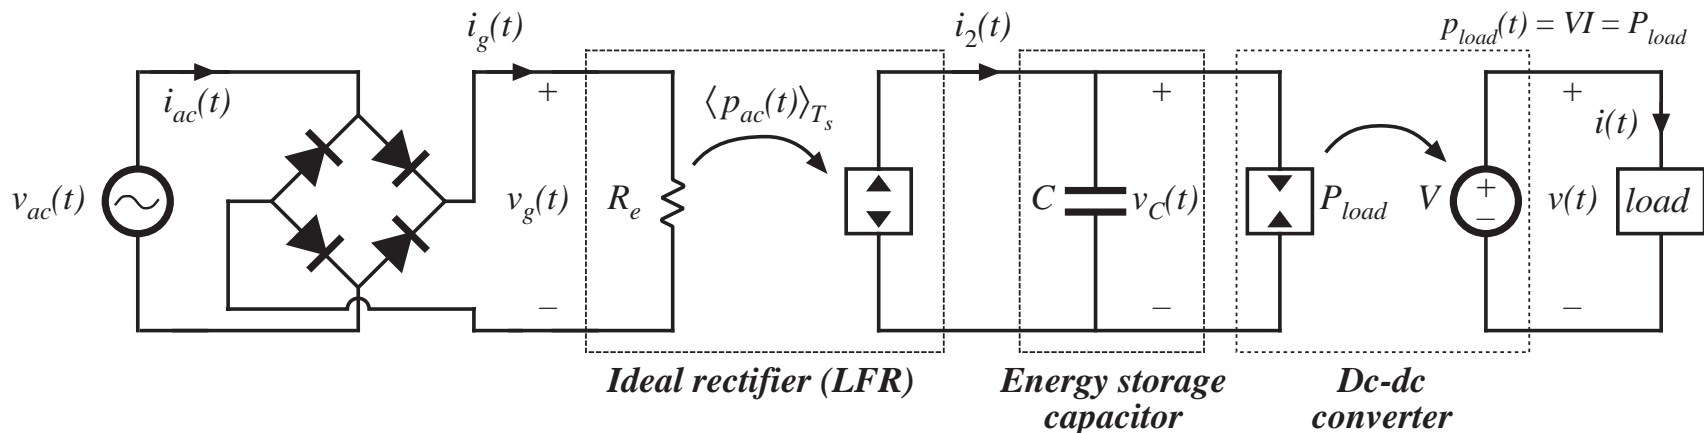 p_load(t) = VI = P_load
i_g(t)
i_2(t)
i_ac(t)
+
⟨p_ac(t)⟩_T_s
+
+
i(t)
v_ac(t)
v_g(t)
R_e
C
v_C(t)
P_load
V
+
–
v(t)
load
–
–
–
Ideal rectifier (LFR)
Energy storage
capacitor
Dc-dc
converter